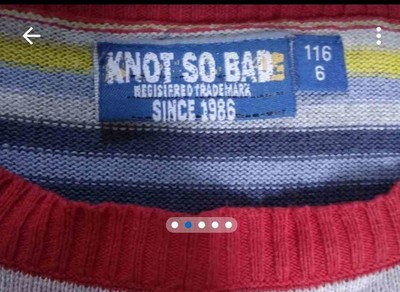 KNOT SO BAD
REGISTERED TRADEMARK
SINCE 1986
116
6